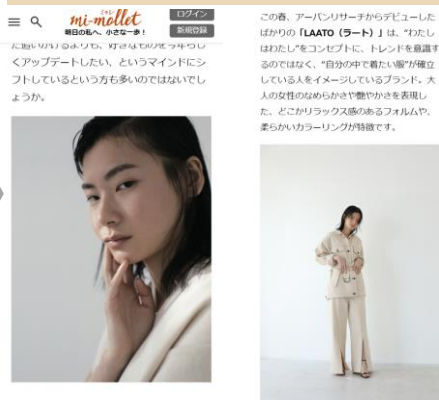 ログイン
mi-mollet
明日の私へ、小さな一歩！
新規登録
に追いかけるよりも、好きなものを今年らし
くアップデートしたい、というマインドにシ
フトしているという方も多いのではないでし
ょうか。
この春、アーバンリサーチからデビューした
ばかりの「LAATO（ラート）」は、“わたし
はわたし”をコンセプトに、トレンドを意識す
るのではなく、“自分の中で着たい服”が確立
している人をイメージしているブランド。大
人の女性のなめらかさや艶やかさを表現し
た、どこかリラックス感のあるフォルムや、
柔らかいカラーリングが特徴です。